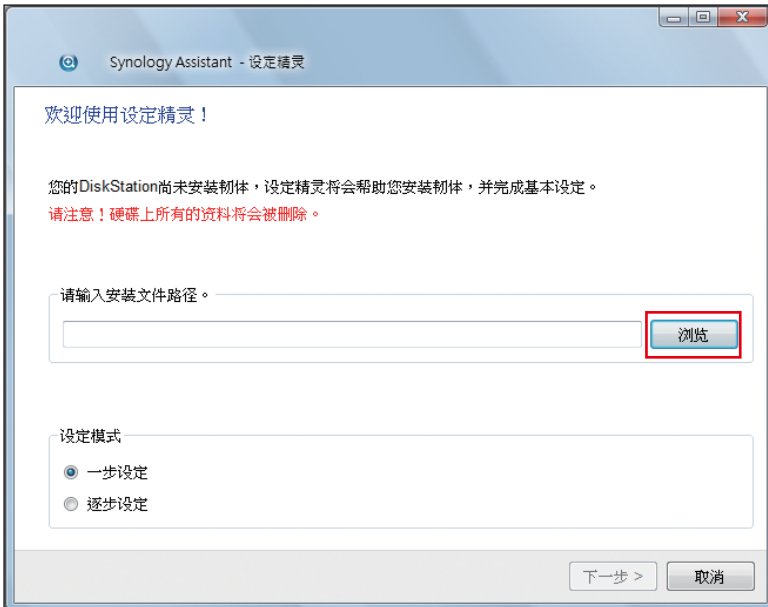 Synology Assistant - 设定精灵
欢迎使用设定精灵！
您的DiskStation尚未安装韧体，设定精灵将会帮助您安装韧体，并完成基本设定。
请注意！硬碟上所有的资料将会被删除。
请输入安装文件路径。
浏览
设定模式
一步设定
逐步设定
下一步 >
取消